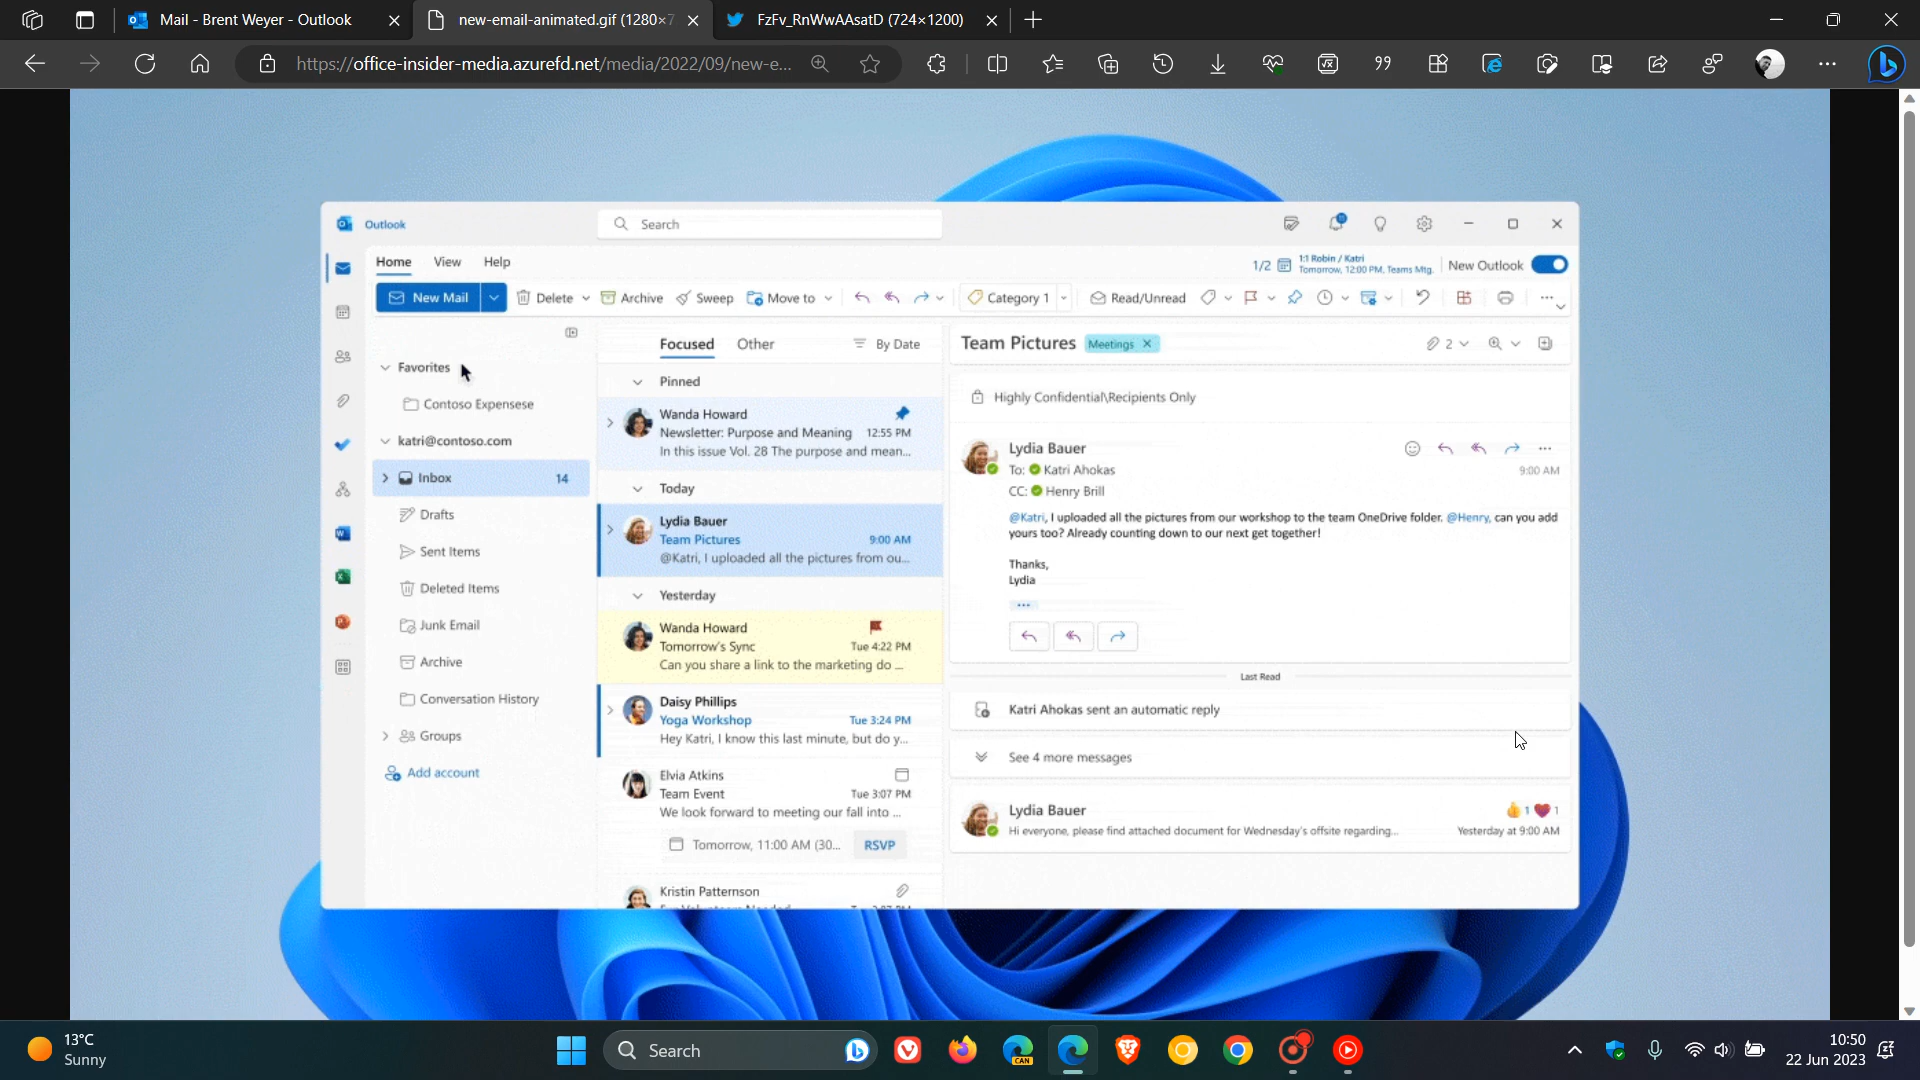 Mail - Brent Weyer - Outlook
new-email-animated.gif (1280×7
FzFv_RnWwAAsatD (724×1200)
https://office-insider-media.azurefd.net/media/2022/09/new-e...
Outlook
Search
Home View Help
1/2
1:1 Robin / Katri
Tomorrow, 12:00 PM, Teams Mtg.
New Outlook
New Mail
Delete
Archive
Sweep
Move to
Category 1
Read/Unread
Favorites
Contoso Expensese
katri@contoso.com
Inbox 14
Drafts
Sent Items
Deleted Items
Junk Email
Archive
Conversation History
Groups
Add account
Focused Other By Date
Pinned
Wanda Howard
Newsletter: Purpose and Meaning 12:55 PM
In this issue Vol. 28 The purpose and mean...
Today
Lydia Bauer
Team Pictures 9:00 AM
@Katri, I uploaded all the pictures from ou...
Yesterday
Wanda Howard
Tomorrow's Sync Tue 4:22 PM
Can you share a link to the marketing do ...
Daisy Phillips
Yoga Workshop Tue 3:24 PM
Hey Katri, I know this last minute, but do y...
Elvia Atkins
Team Event Tue 3:07 PM
We look forward to meeting our fall into ...
Tomorrow, 11:00 AM (30... RSVP
Kristin Patternson
Team Pictures Meetings 2
Highly Confidential\Recipients Only
Lydia Bauer
To: Katri Ahokas 9:00 AM
CC: Henry Brill
@Katri, I uploaded all the pictures from our workshop to the team OneDrive folder. @Henry, can you add
yours too? Already counting down to our next get together!
Thanks,
Lydia
Last Read
Katri Ahokas sent an automatic reply
See 4 more messages
Lydia Bauer 1 1
Hi everyone, please find attached document for Wednesday's offsite regarding... Yesterday at 9:00 AM
13°C
Sunny
Search
CAN
10:50
22 Jun 2023